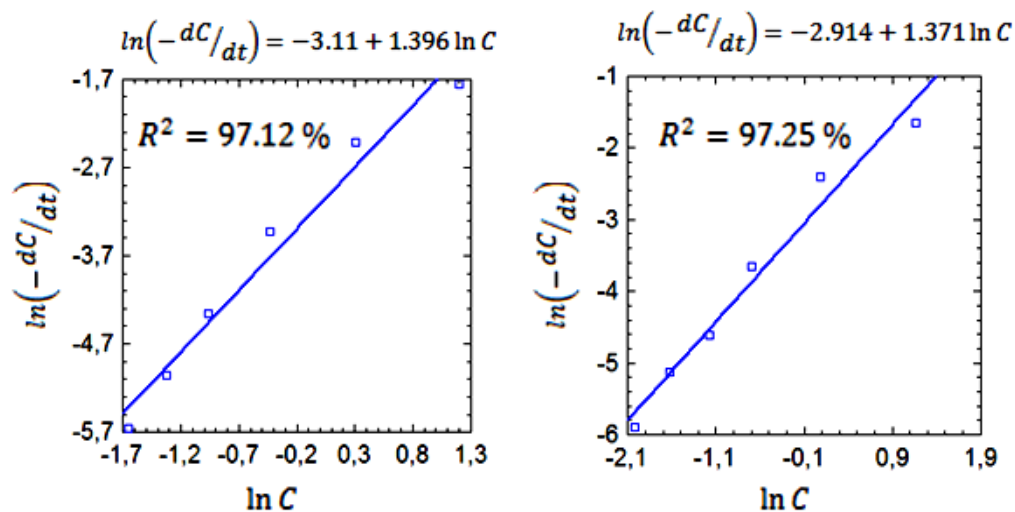 ln(−dC/dt) = −3.11 + 1.396 ln C
-1,7
-2,7
-3,7
-4,7
-5,7
R² = 97.12 %
ln(−dC/dt)
-1,7 -1,2 -0,7 -0,2 0,3 0,8 1,3
ln C
ln(−dC/dt) = −2.914 + 1.371 ln C
-1
-2
-3
-4
-5
-6
R² = 97.25 %
ln(−dC/dt)
-2,1 -1,1 -0,1 0,9 1,9
ln C